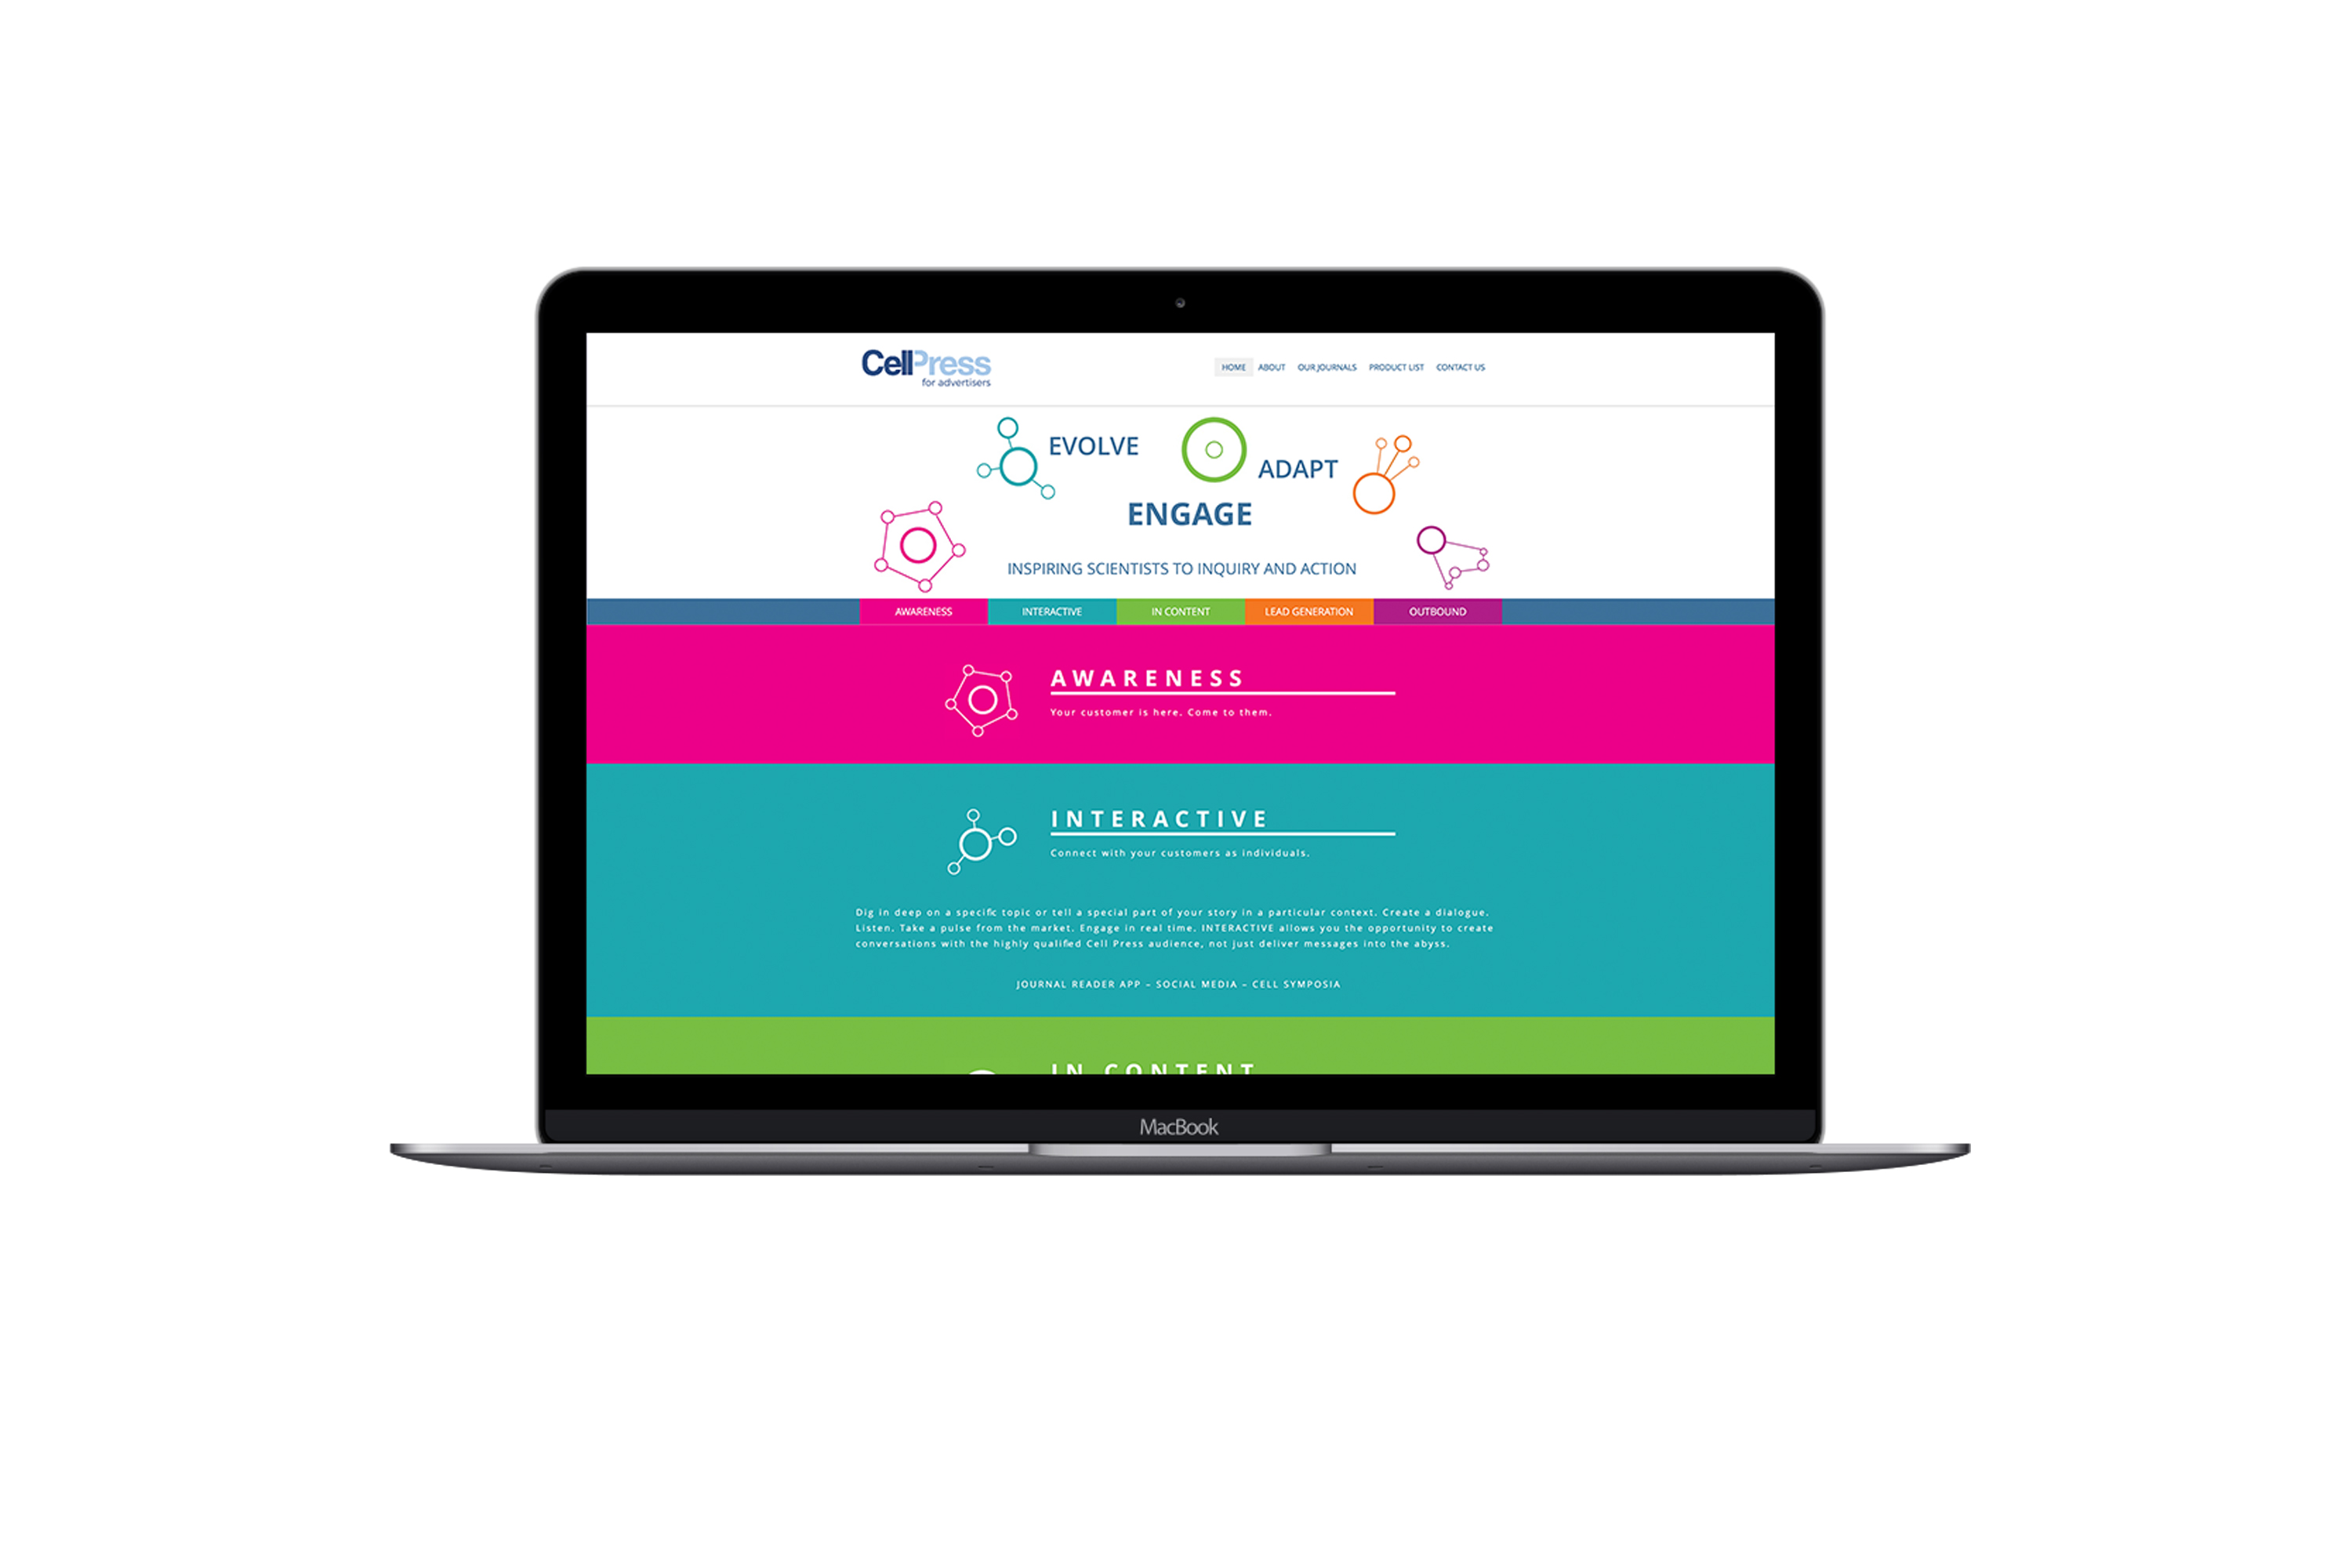 CellPress
for advertisers
HOME ABOUT OUR JOURNALS PRODUCT LIST CONTACT US
EVOLVE
ADAPT
ENGAGE
INSPIRING SCIENTISTS TO INQUIRY AND ACTION
AWARENESS INTERACTIVE IN CONTENT LEAD GENERATION OUTBOUND
AWARENESS
Your customer is here. Come to them.
INTERACTIVE
Connect with your customers as individuals.
Dig in deep on a specific topic or tell a special part of your story in a particular context. Create a dialogue.
Listen. Take a pulse from the market. Engage in real time. INTERACTIVE allows you the opportunity to create
conversations with the highly qualified Cell Press audience, not just deliver messages into the abyss.
JOURNAL READER APP – SOCIAL MEDIA – CELL SYMPOSIA
IN CONTENT
MacBook